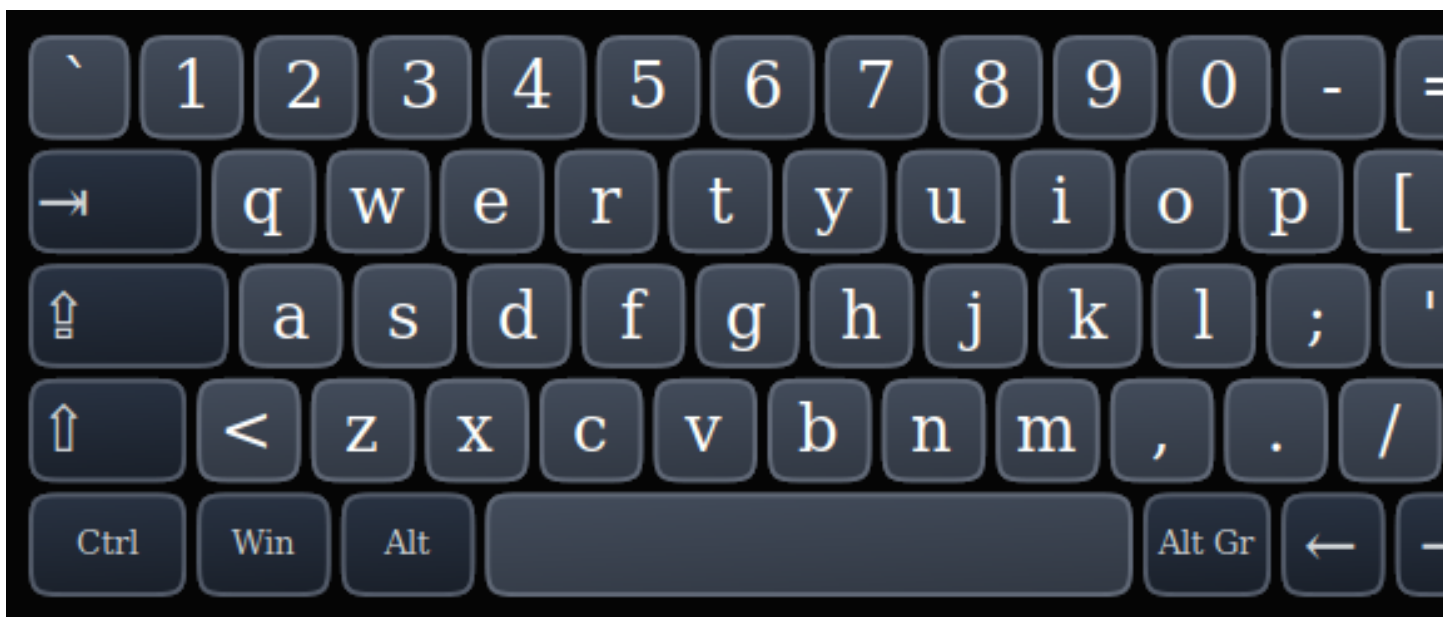 ` 1 2 3 4 5 6 7 8 9 0 - =
⇥ q w e r t y u i o p [
⇪ a s d f g h j k l ; '
⇧ < z x c v b n m , . /
Ctrl Win Alt Alt Gr ←